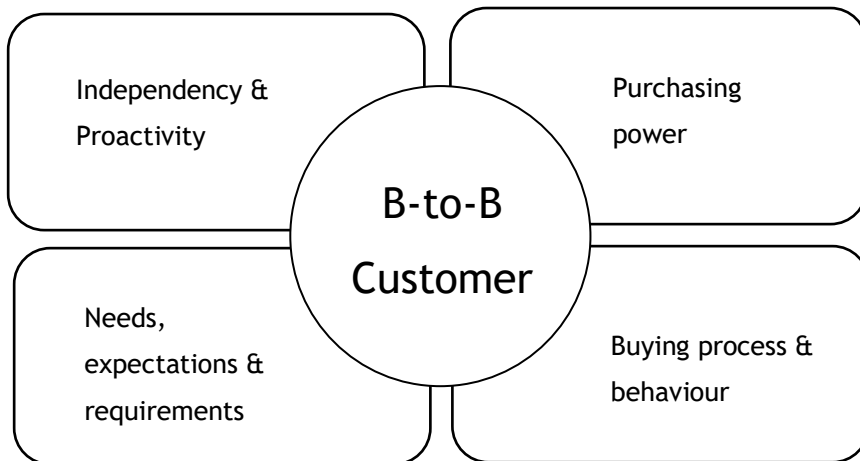 Independency &
Proactivity
Purchasing
power
B-to-B
Customer
Needs,
expectations &
requirements
Buying process &
behaviour